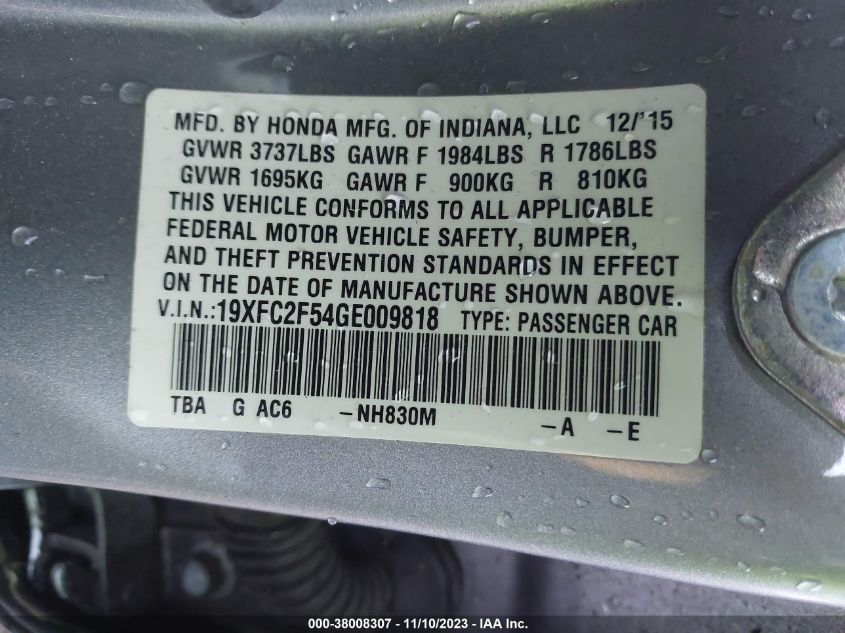 MFD. BY HONDA MFG. OF INDIANA, LLC 12/'15
GVWR 3737LBS GAWR F 1984LBS R 1786LBS
GVWR 1695KG GAWR F 900KG R 810KG
THIS VEHICLE CONFORMS TO ALL APPLICABLE
FEDERAL MOTOR VEHICLE SAFETY, BUMPER,
AND THEFT PREVENTION STANDARDS IN EFFECT
ON THE DATE OF MANUFACTURE SHOWN ABOVE.
V.I.N.:19XFC2F54GE009818 TYPE: PASSENGER CAR
TBA G AC6 -NH830M -A -E
000-38008307 - 11/10/2023 - IAA Inc.